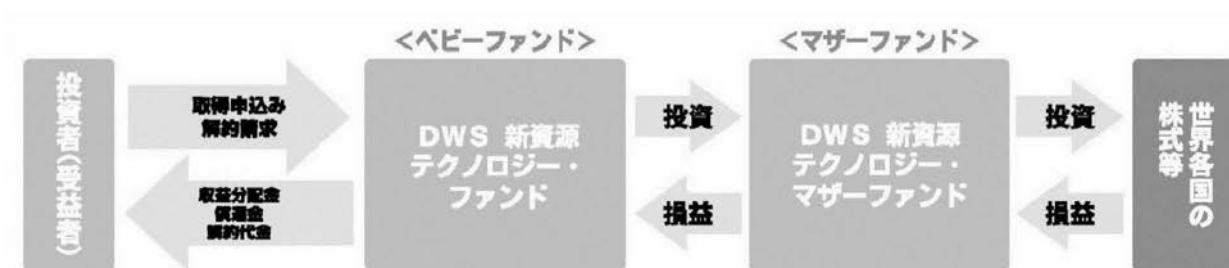 <ベビーファンド>
<マザーファンド>
投資者(受益者)
取得申込み
解約請求
収益分配金
償還金
解約代金
DWS 新資源
テクノロジー・
ファンド
投資
損益
DWS 新資源
テクノロジー・
マザーファンド
投資
損益
世界各国の
株式等